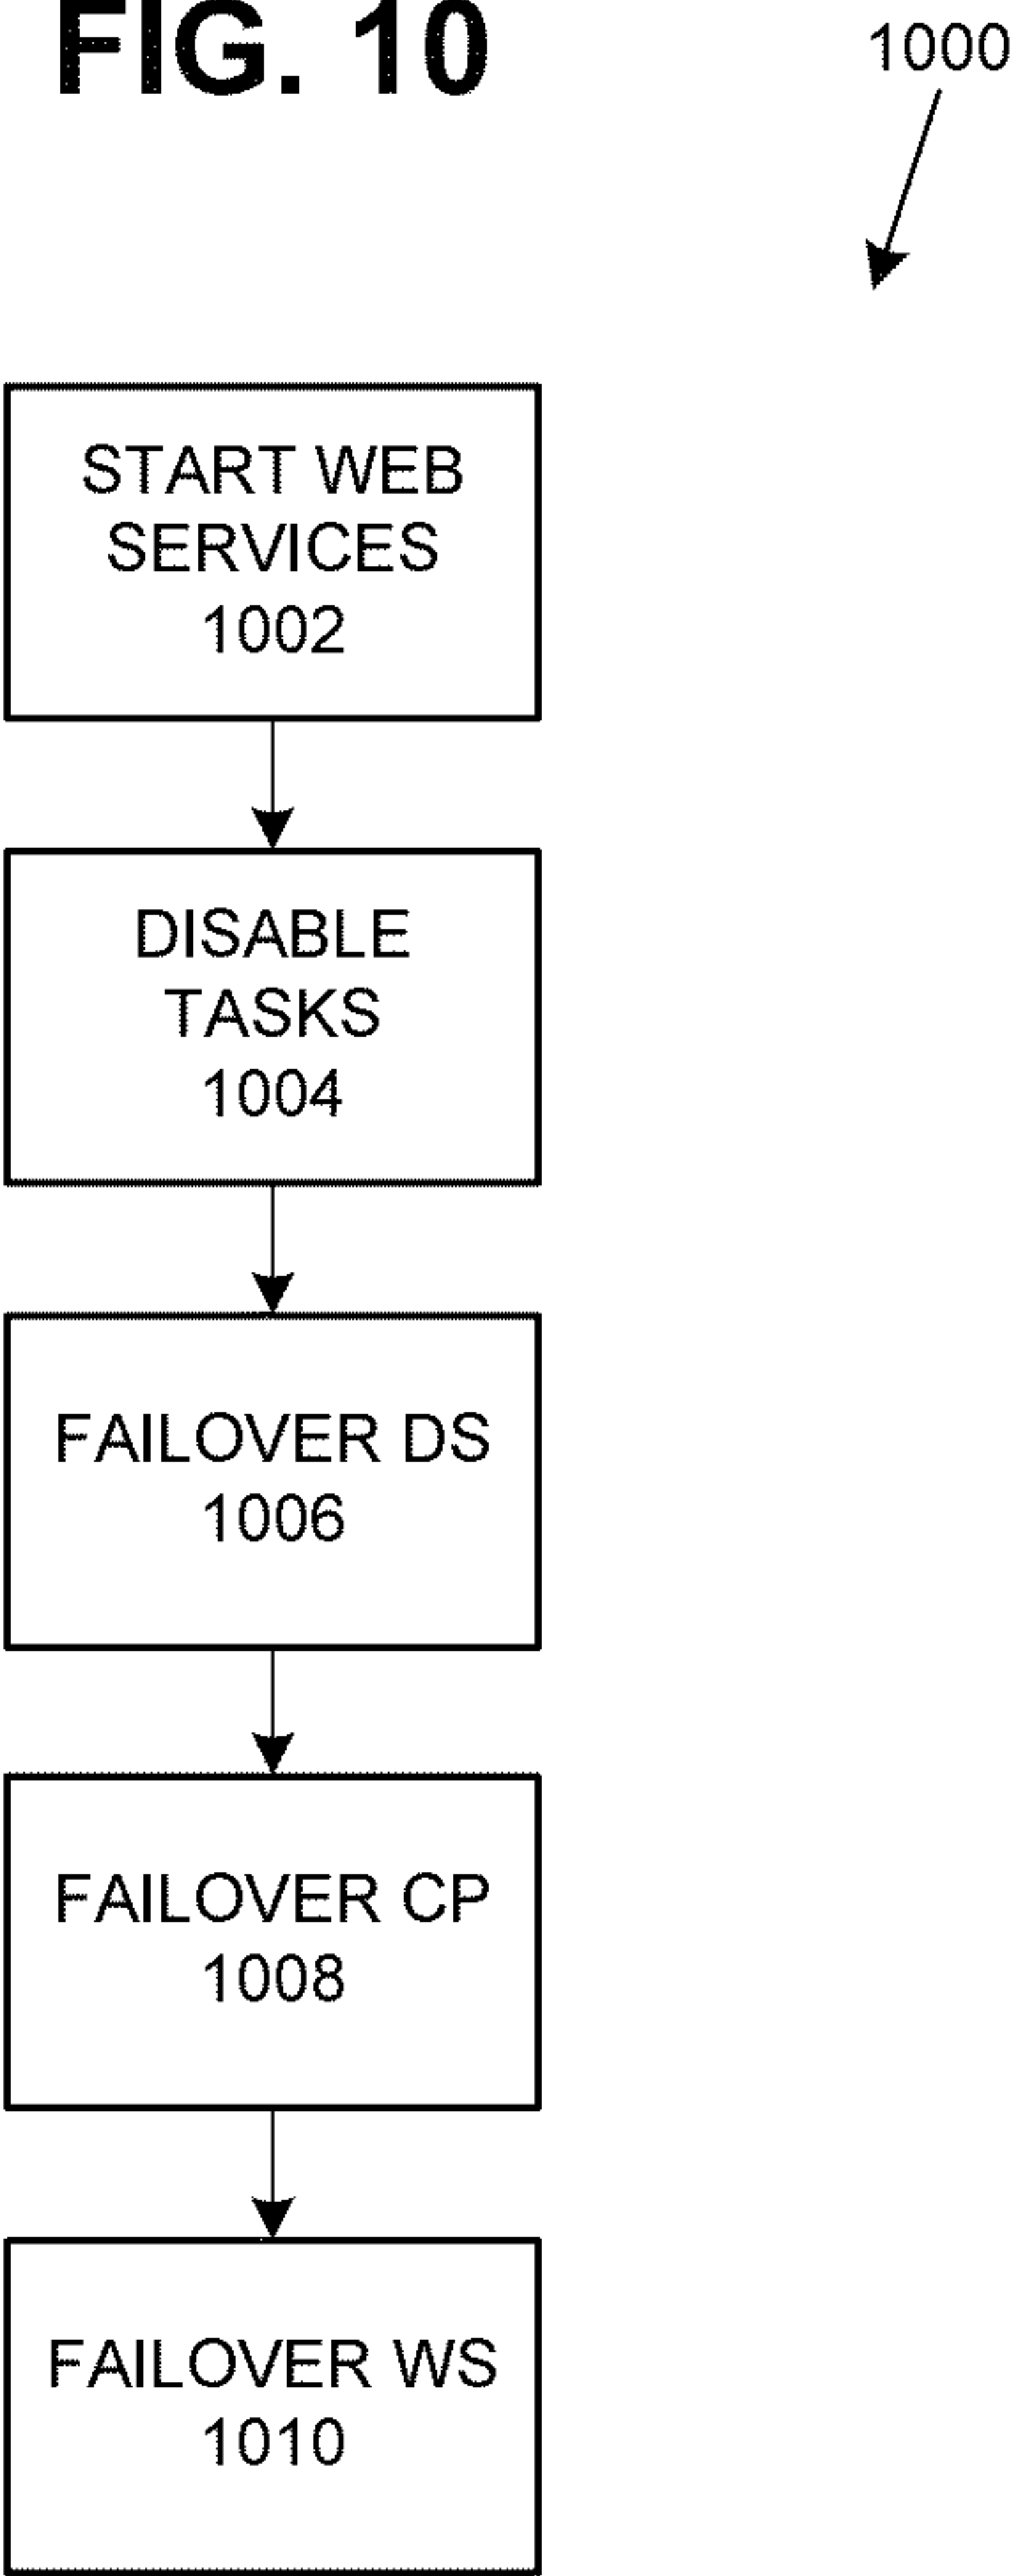 FIG. 10
1000
START WEB
SERVICES
1002
DISABLE
TASKS
1004
FAILOVER DS
1006
FAILOVER CP
1008
FAILOVER WS
1010